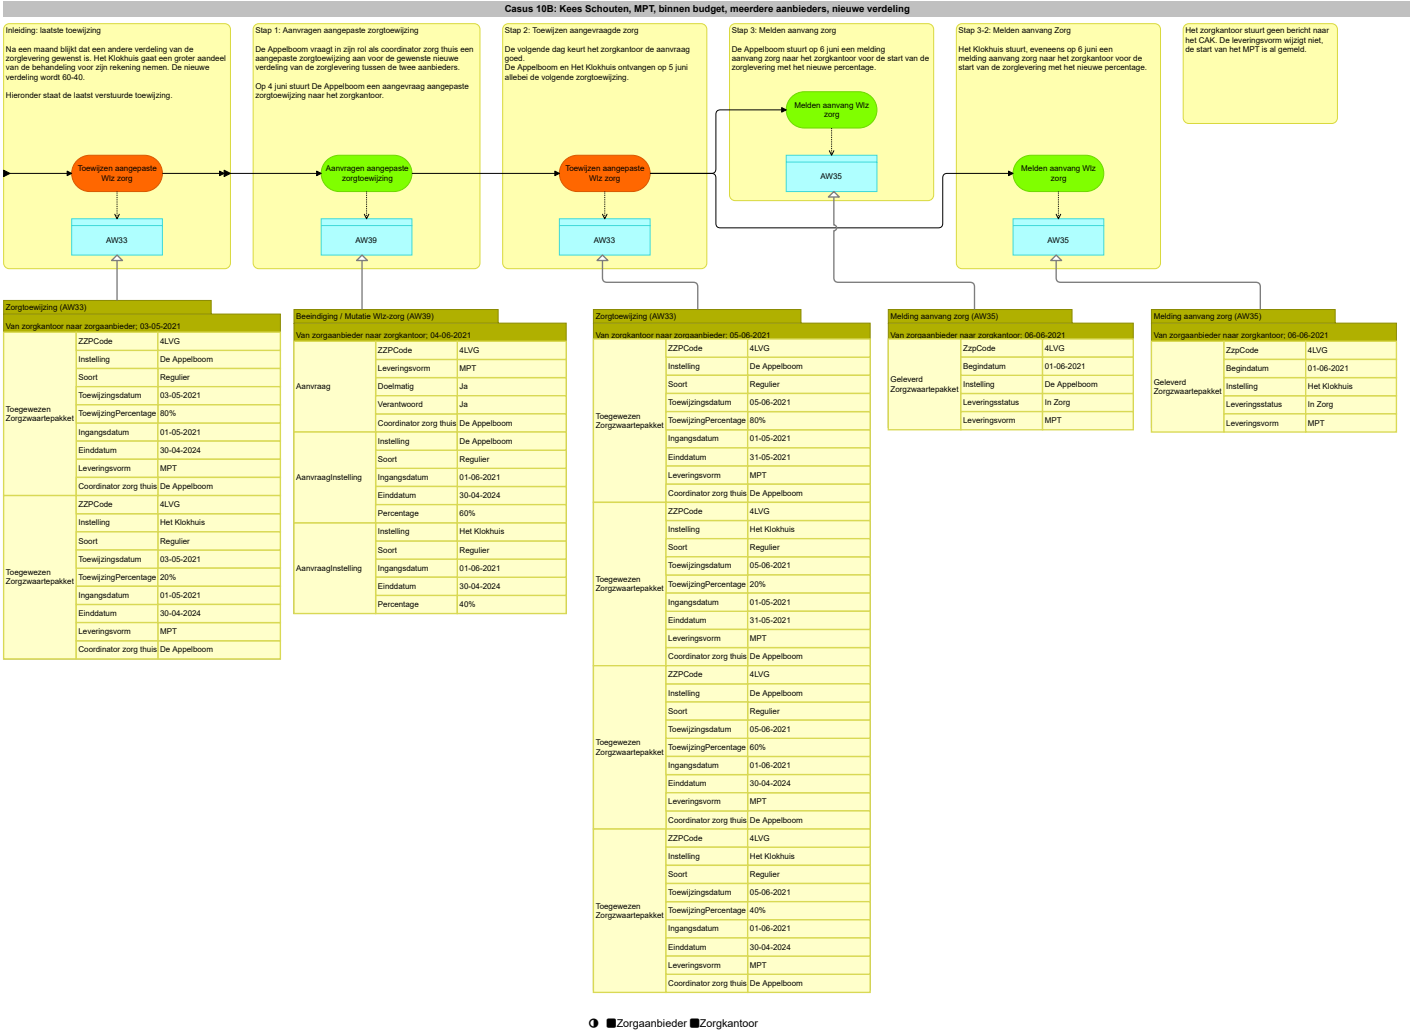 Casus 10B: Kees Schouten, MPT, binnen budget, meerdere aanbieders, nieuwe verdeling
Inleiding: laatste toewijzing
Na een maand blijkt dat een andere verdeling van de
zorglevering gewenst is. Het Klokhuis gaat een groter aandeel
van de behandeling voor zijn rekening nemen. De nieuwe
verdeling wordt 60-40.
Hieronder staat de laatst verstuurde toewijzing.
Toewijzen aangepaste
Wlz zorg
AW33
Stap 1: Aanvragen aangepaste zorgtoewijzing
De Appelboom vraagt in zijn rol als coordinator zorg thuis een
aangepaste zorgtoewijzing aan voor de gewenste nieuwe
verdeling van de zorglevering tussen de twee aanbieders.
Op 4 juni stuurt De Appelboom een aangevraag aangepaste
zorgtoewijzing naar het zorgkantoor.
Aanvragen aangepaste
zorgtoewijzing
AW39
Stap 2: Toewijzen aangevraagde zorg
De volgende dag keurt het zorgkantoor de aanvraag
goed.
De Appelboom en Het Klokhuis ontvangen op 5 juni
allebei de volgende zorgtoewijzing.
Toewijzen aangepaste
Wlz zorg
AW33
Stap 3: Melden aanvang zorg
De Appelboom stuurt op 6 juni een melding
aanvang zorg naar het zorgkantoor voor de start van de
zorglevering met het nieuwe percentage.
Melden aanvang Wlz
zorg
AW35
Stap 3-2: Melden aanvang Zorg
Het Klokhuis stuurt, eveneens op 6 juni een
melding aanvang zorg naar het zorgkantoor voor de
start van de zorglevering met het nieuwe percentage.
Melden aanvang Wlz
zorg
AW35
Het zorgkantoor stuurt geen bericht naar
het CAK. De leveringsvorm wijzigt niet,
de start van het MPT is al gemeld.
Zorgtoewijzing (AW33)
Van zorgkantoor naar zorgaanbieder; 03-05-2021
Toegewezen
Zorgzwaartepakket
ZZPCode 4LVG
Instelling De Appelboom
Soort Regulier
Toewijzingsdatum 03-05-2021
ToewijzingPercentage 80%
Ingangsdatum 01-05-2021
Einddatum 30-04-2024
Leveringsvorm MPT
Coordinator zorg thuis De Appelboom
Toegewezen
Zorgzwaartepakket
ZZPCode 4LVG
Instelling Het Klokhuis
Soort Regulier
Toewijzingsdatum 03-05-2021
ToewijzingPercentage 20%
Ingangsdatum 01-05-2021
Einddatum 30-04-2024
Leveringsvorm MPT
Coordinator zorg thuis De Appelboom
Beeindiging / Mutatie Wlz-zorg (AW39)
Van zorgaanbieder naar zorgkantoor; 04-06-2021
Aanvraag
ZZPCode 4LVG
Leveringsvorm MPT
Doelmatig Ja
Verantwoord Ja
Coordinator zorg thuis De Appelboom
AanvraagInstelling
Instelling De Appelboom
Soort Regulier
Ingangsdatum 01-06-2021
Einddatum 30-04-2024
Percentage 60%
AanvraagInstelling
Instelling Het Klokhuis
Soort Regulier
Ingangsdatum 01-06-2021
Einddatum 30-04-2024
Percentage 40%
Zorgtoewijzing (AW33)
Van zorgkantoor naar zorgaanbieder: 05-06-2021
Toegewezen
Zorgzwaartepakket
ZZPCode 4LVG
Instelling De Appelboom
Soort Regulier
Toewijzingsdatum 05-06-2021
ToewijzingPercentage 80%
Ingangsdatum 01-05-2021
Einddatum 31-05-2021
Leveringsvorm MPT
Coordinator zorg thuis De Appelboom
Toegewezen
Zorgzwaartepakket
ZZPCode 4LVG
Instelling Het Klokhuis
Soort Regulier
Toewijzingsdatum 05-06-2021
ToewijzingPercentage 20%
Ingangsdatum 01-05-2021
Einddatum 31-05-2021
Leveringsvorm MPT
Coordinator zorg thuis De Appelboom
Toegewezen
Zorgzwaartepakket
ZZPCode 4LVG
Instelling De Appelboom
Soort Regulier
Toewijzingsdatum 05-06-2021
ToewijzingPercentage 60%
Ingangsdatum 01-06-2021
Einddatum 30-04-2024
Leveringsvorm MPT
Coordinator zorg thuis De Appelboom
Toegewezen
Zorgzwaartepakket
ZZPCode 4LVG
Instelling Het Klokhuis
Soort Regulier
Toewijzingsdatum 05-06-2021
ToewijzingPercentage 40%
Ingangsdatum 01-06-2021
Einddatum 30-04-2024
Leveringsvorm MPT
Coordinator zorg thuis De Appelboom
Melding aanvang zorg (AW35)
Van zorgaanbieder naar zorgkantoor: 06-06-2021
Geleverd
Zorgzwaartepakket
ZzpCode 4LVG
Begindatum 01-06-2021
Instelling De Appelboom
Leveringsstatus In Zorg
Leveringsvorm MPT
Melding aanvang zorg (AW35)
Van zorgaanbieder naar zorgkantoor; 06-06-2021
Geleverd
Zorgzwaartepakket
ZzpCode 4LVG
Begindatum 01-06-2021
Instelling Het Klokhuis
Leveringsstatus In Zorg
Leveringsvorm MPT
Zorgaanbieder Zorgkantoor